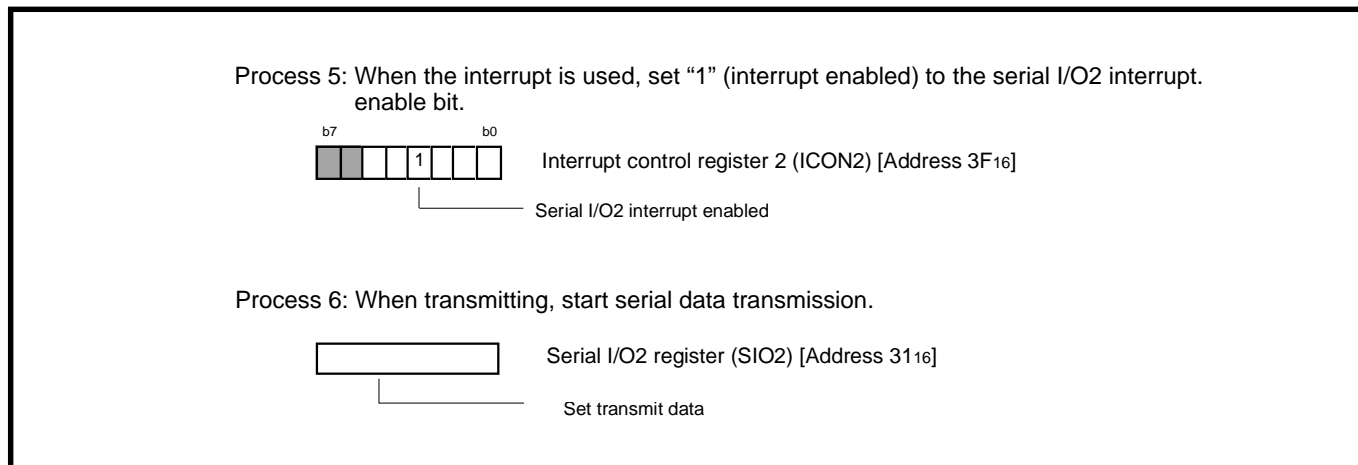 Process 5: When the interrupt is used, set “1” (interrupt enabled) to the serial I/O2 interrupt.
enable bit.
b7 b0
1 Interrupt control register 2 (ICON2) [Address 3F16]
Serial I/O2 interrupt enabled
Process 6: When transmitting, start serial data transmission.
Serial I/O2 register (SIO2) [Address 3116]
Set transmit data